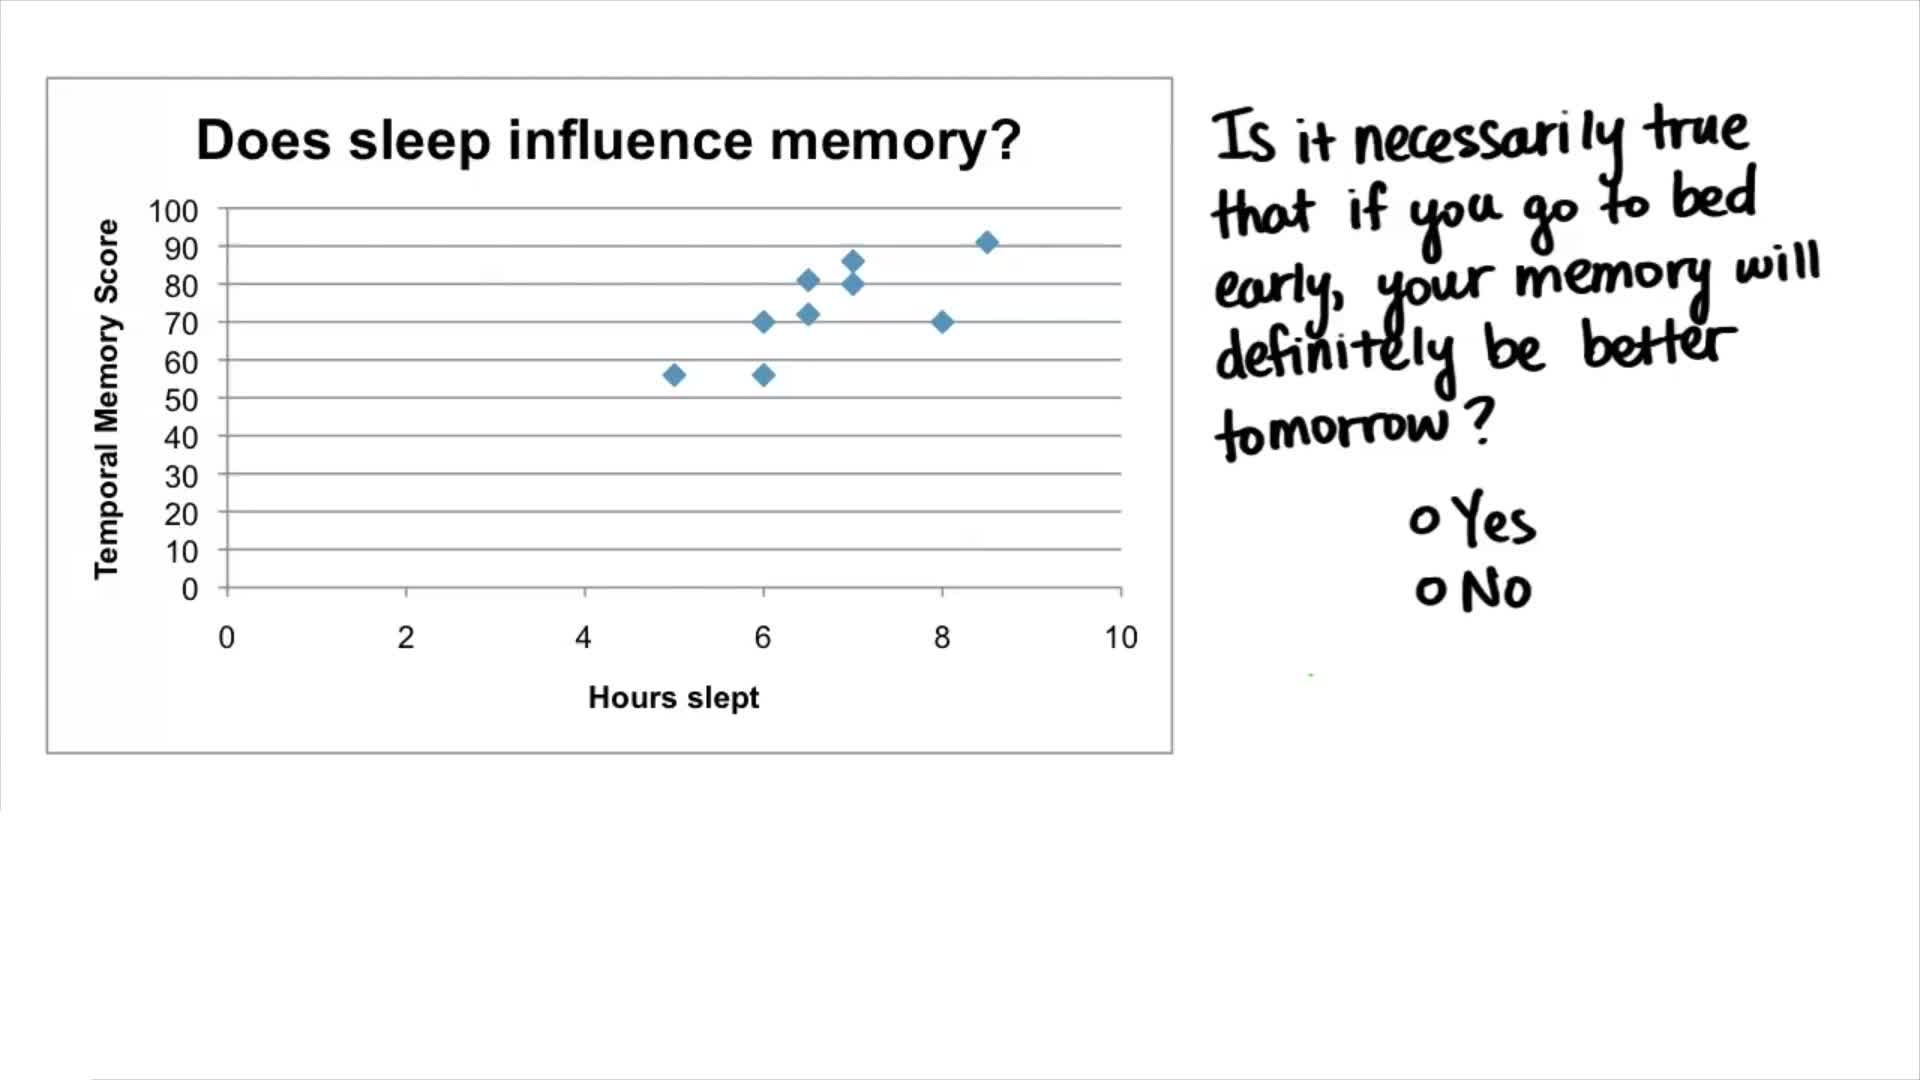 Does sleep influence memory?
Temporal Memory Score
100
90
80
70
60
50
40
30
20
10
0
0 2 4 6 8 10
Hours slept
Is it necessarily true
that if you go to bed
early, your memory will
definitely be better
tomorrow?
Yes
No